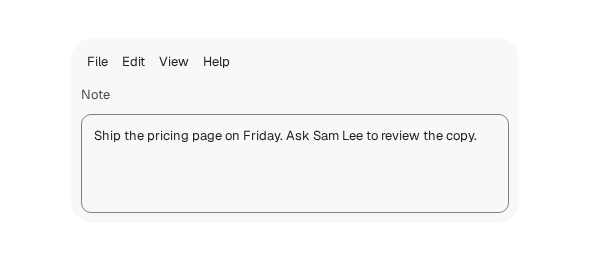 File Edit View Help
Note
Ship the pricing page on Friday. Ask Sam Lee to review the copy.